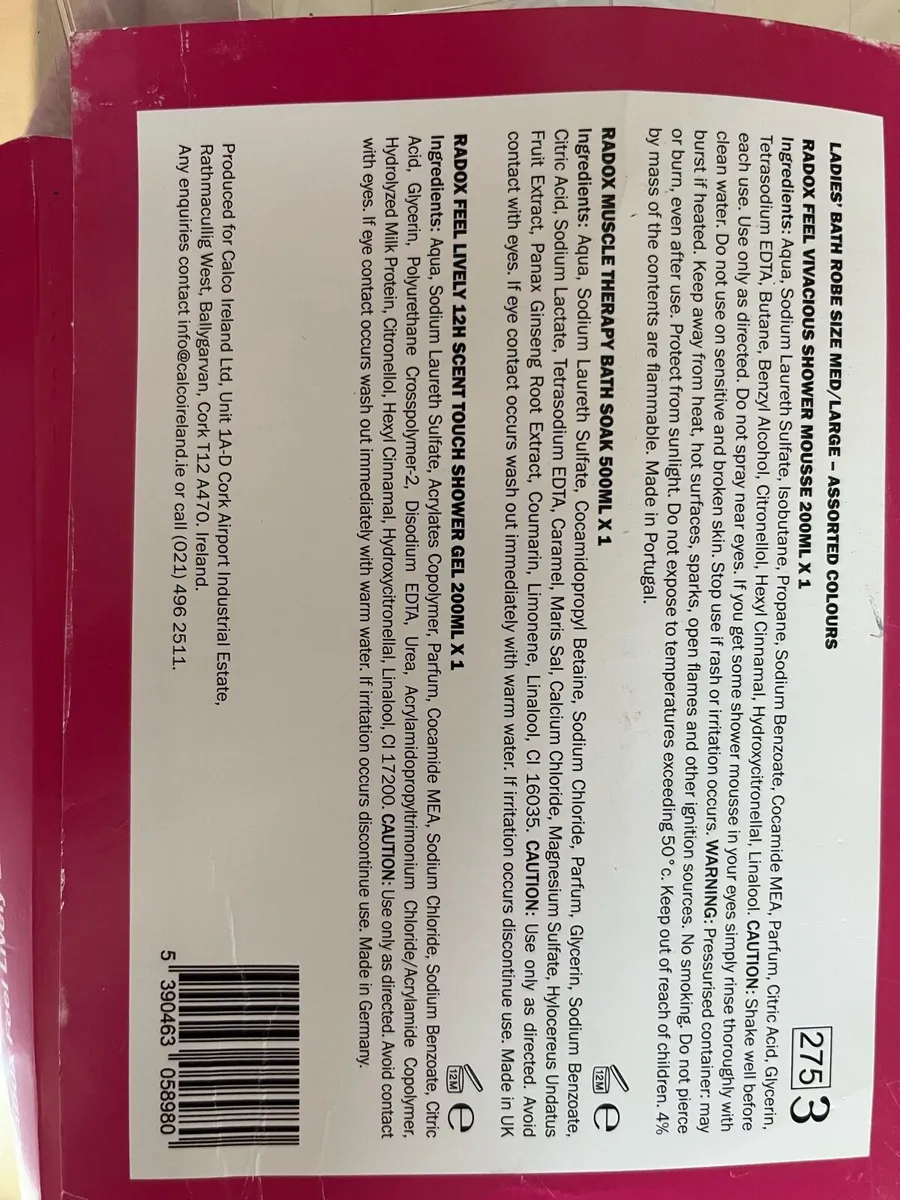 LADIES' BATH ROBE SIZE MED/LARGE – ASSORTED COLOURS
RADOX FEEL VIVACIOUS SHOWER MOUSSE 200ML X 1
275 3
Ingredients: Aqua, Sodium Laureth Sulfate, Isobutane, Propane, Sodium Benzoate, Cocamide MEA, Parfum, Citric Acid, Glycerin,
Tetrasodium EDTA, Butane, Benzyl Alcohol, Citronellol, Hexyl Cinnamal, Hydroxycitronellal, Linalool. CAUTION: Shake well before
each use. Use only as directed. Do not spray near eyes. If you get some shower mousse in your eyes simply rinse thoroughly with
clean water. Do not use on sensitive and broken skin. Stop use if rash or irritation occurs. WARNING: Pressurised container: may
burst if heated. Keep away from heat, hot surfaces, sparks, open flames and other ignition sources. No smoking. Do not pierce
or burn, even after use. Protect from sunlight. Do not expose to temperatures exceeding 50°c. Keep out of reach of children. 4%
by mass of the contents are flammable. Made in Portugal.
RADOX MUSCLE THERAPY BATH SOAK 500ML X 1
12M e
Ingredients: Aqua, Sodium Laureth Sulfate, Cocamidopropyl Betaine, Sodium Chloride, Parfum, Glycerin, Sodium Benzoate,
Citric Acid, Sodium Lactate, Tetrasodium EDTA, Caramel, Maris Sal, Calcium Chloride, Magnesium Sulfate, Hylocereus Undatus
Fruit Extract, Panax Ginseng Root Extract, Coumarin, Limonene, Linalool, CI 16035. CAUTION: Use only as directed. Avoid
contact with eyes. If eye contact occurs wash out immediately with warm water. If irritation occurs discontinue use. Made in UK
RADOX FEEL LIVELY 12H SCENT TOUCH SHOWER GEL 200ML X 1
12M e
Ingredients: Aqua, Sodium Laureth Sulfate, Acrylates Copolymer, Parfum, Cocamide MEA, Sodium Chloride, Sodium Benzoate, Citric
Acid, Glycerin, Polyurethane Crosspolymer-2, Disodium EDTA, Urea, Acrylamidopropyltrimonium Chloride/Acrylamide Copolymer,
Hydrolyzed Milk Protein, Citronellol, Hexyl Cinnamal, Hydroxycitronellal, Linalool, CI 17200. CAUTION: Use only as directed. Avoid contact
with eyes. If eye contact occurs wash out immediately with warm water. If irritation occurs discontinue use. Made in Germany.
Produced for Calco Ireland Ltd, Unit 1A-D Cork Airport Industrial Estate,
Rathmacullig West, Ballygarvan, Cork T12 A470. Ireland.
Any enquiries contact info@calcoireland.ie or call (021) 496 2511.
5 390463 058980